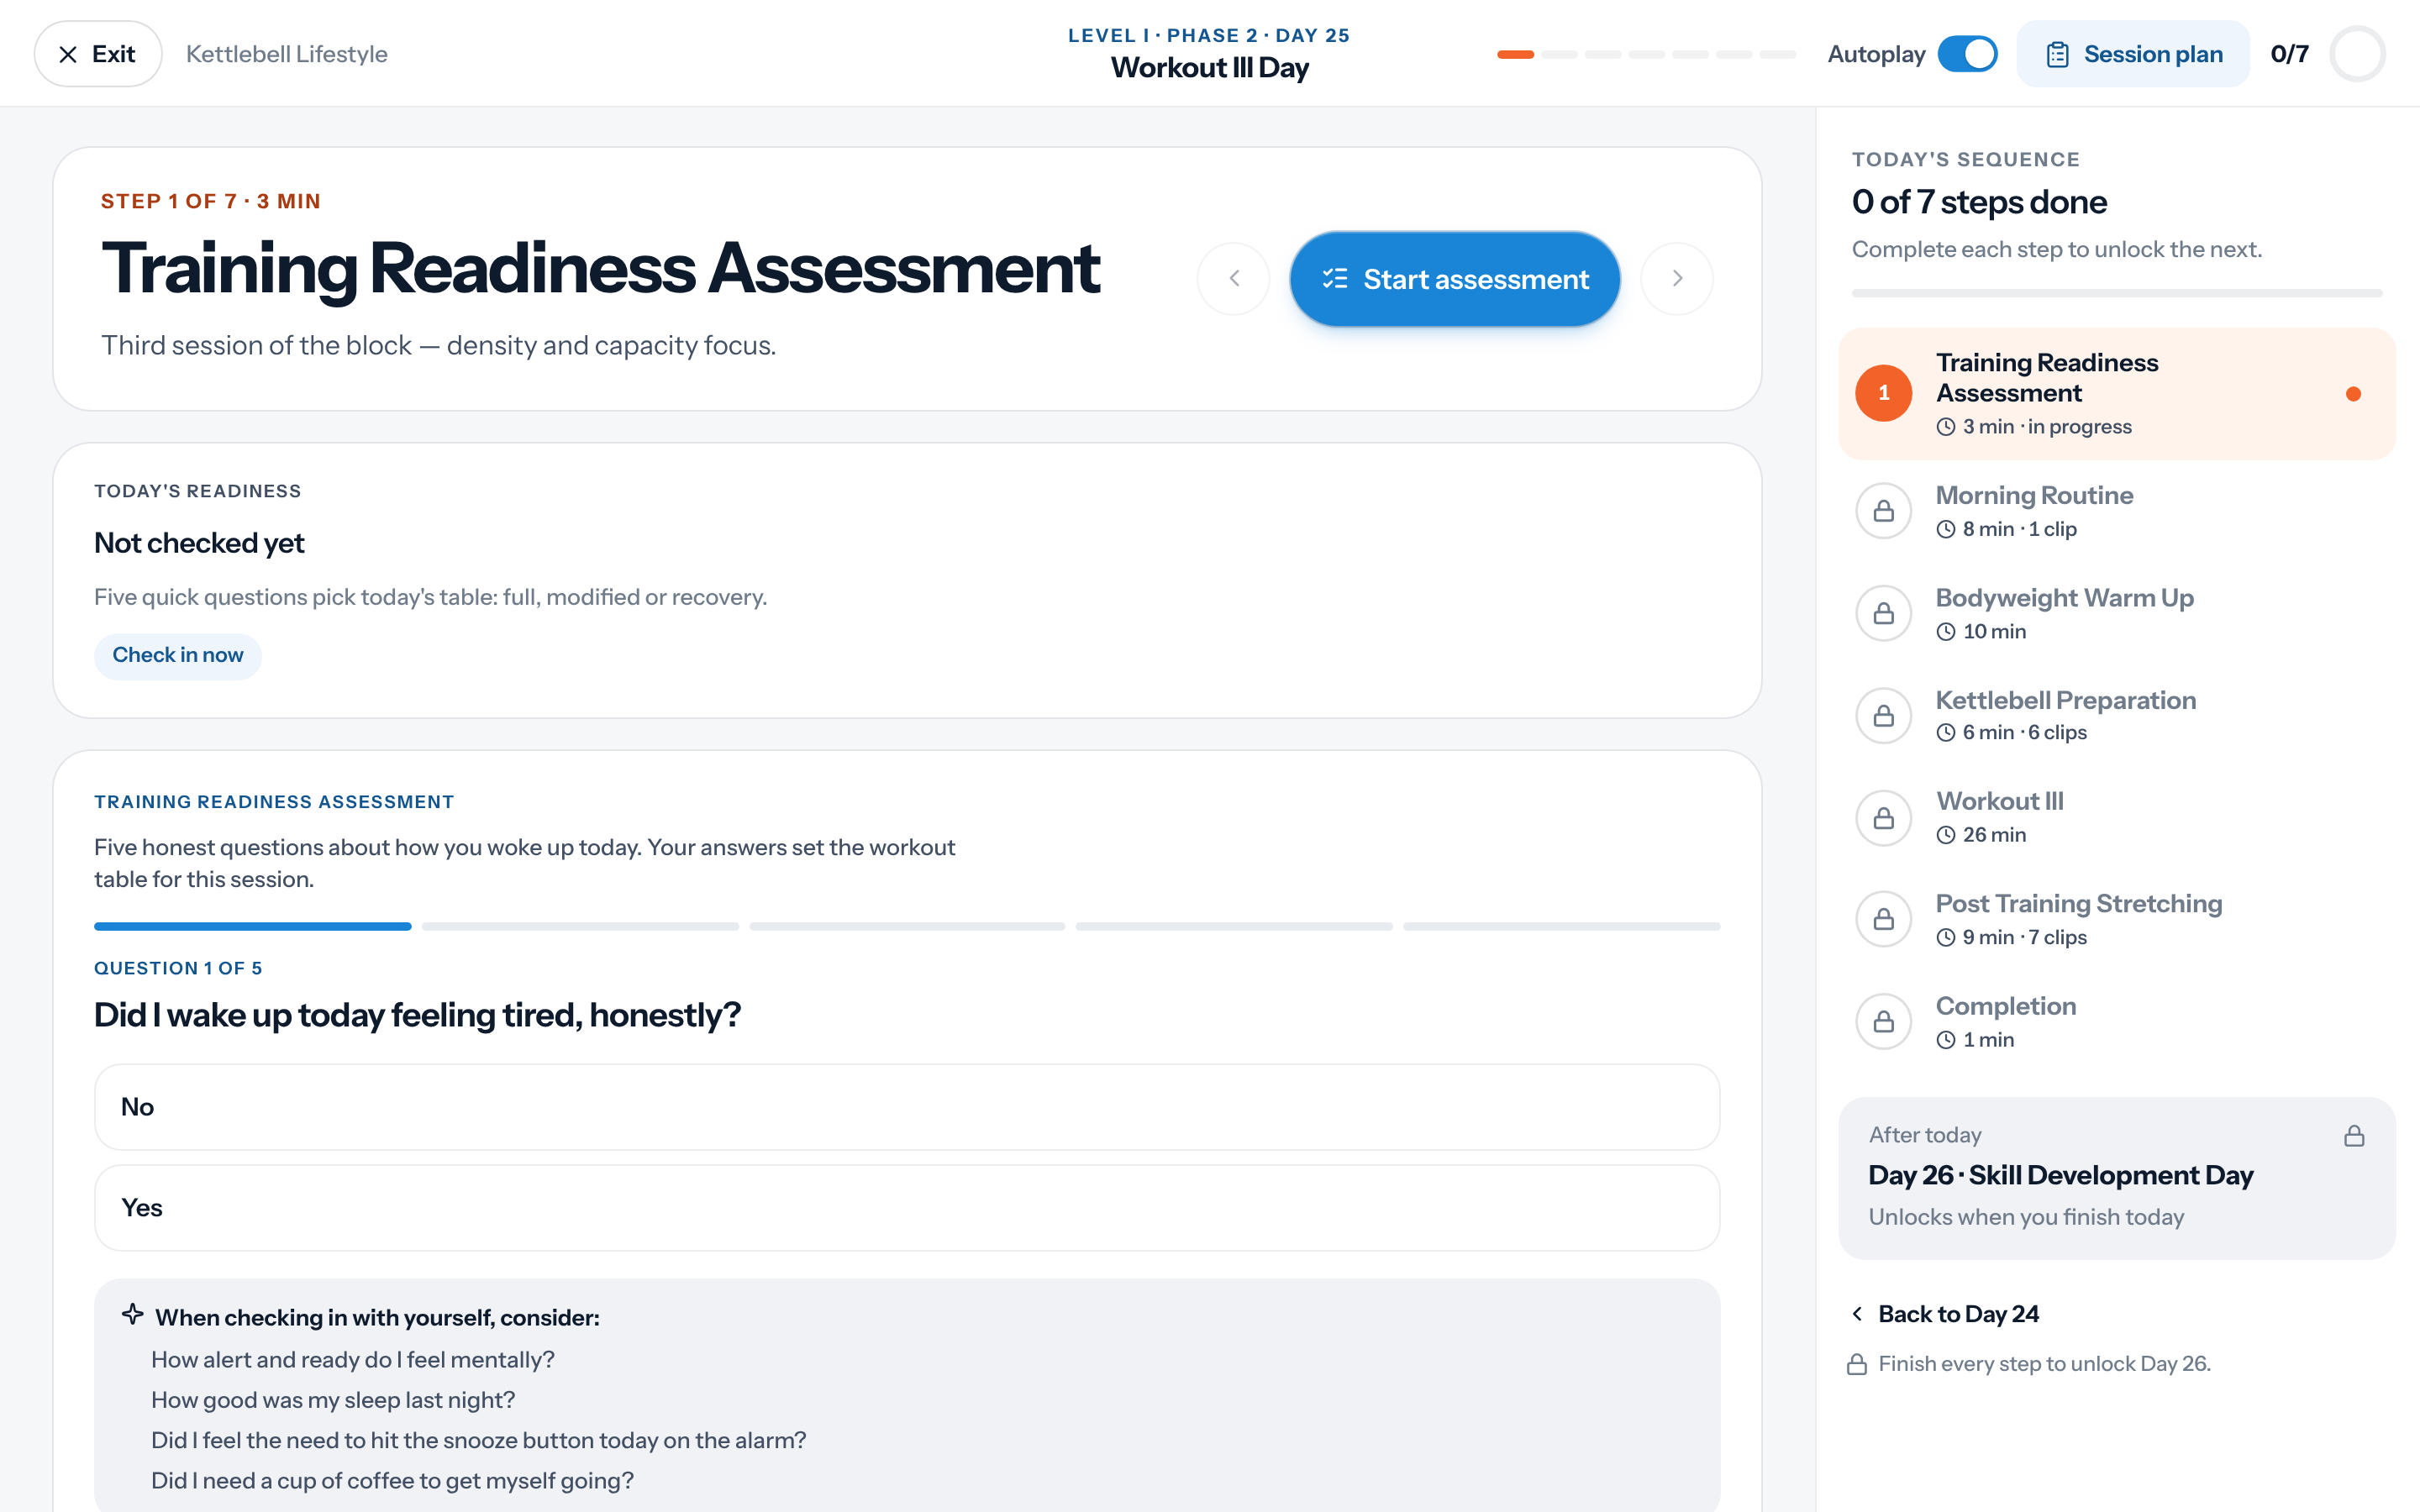 Exit
Kettlebell Lifestyle
LEVEL I · PHASE 2 · DAY 25
Workout III Day
Autoplay
Session plan
0/7
STEP 1 OF 7 · 3 MIN
Training Readiness Assessment
Third session of the block — density and capacity focus.
Start assessment
TODAY'S READINESS
Not checked yet
Five quick questions pick today's table: full, modified or recovery.
Check in now
TRAINING READINESS ASSESSMENT
Five honest questions about how you woke up today. Your answers set the workout
table for this session.
QUESTION 1 OF 5
Did I wake up today feeling tired, honestly?
No
Yes
When checking in with yourself, consider:
How alert and ready do I feel mentally?
How good was my sleep last night?
Did I feel the need to hit the snooze button today on the alarm?
Did I need a cup of coffee to get myself going?
TODAY'S SEQUENCE
0 of 7 steps done
Complete each step to unlock the next.
1
Training Readiness
Assessment
3 min · in progress
Morning Routine
8 min · 1 clip
Bodyweight Warm Up
10 min
Kettlebell Preparation
6 min · 6 clips
Workout III
26 min
Post Training Stretching
9 min · 7 clips
Completion
1 min
After today
Day 26 · Skill Development Day
Unlocks when you finish today
Back to Day 24
Finish every step to unlock Day 26.